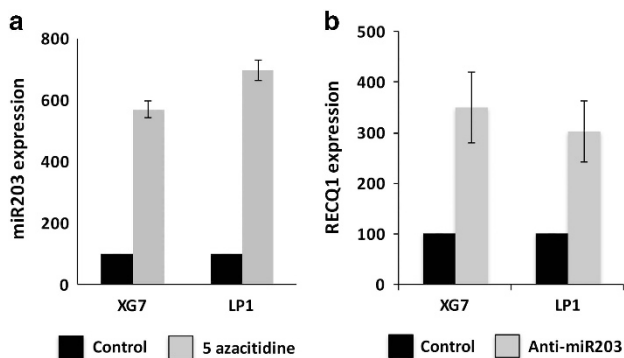 a
miR203 expression
800
600
400
200
0
XG7 LP1
Control 5 azacitidine
b
RECQ1 expression
500
400
300
200
100
0
XG7 LP1
Control Anti-miR203